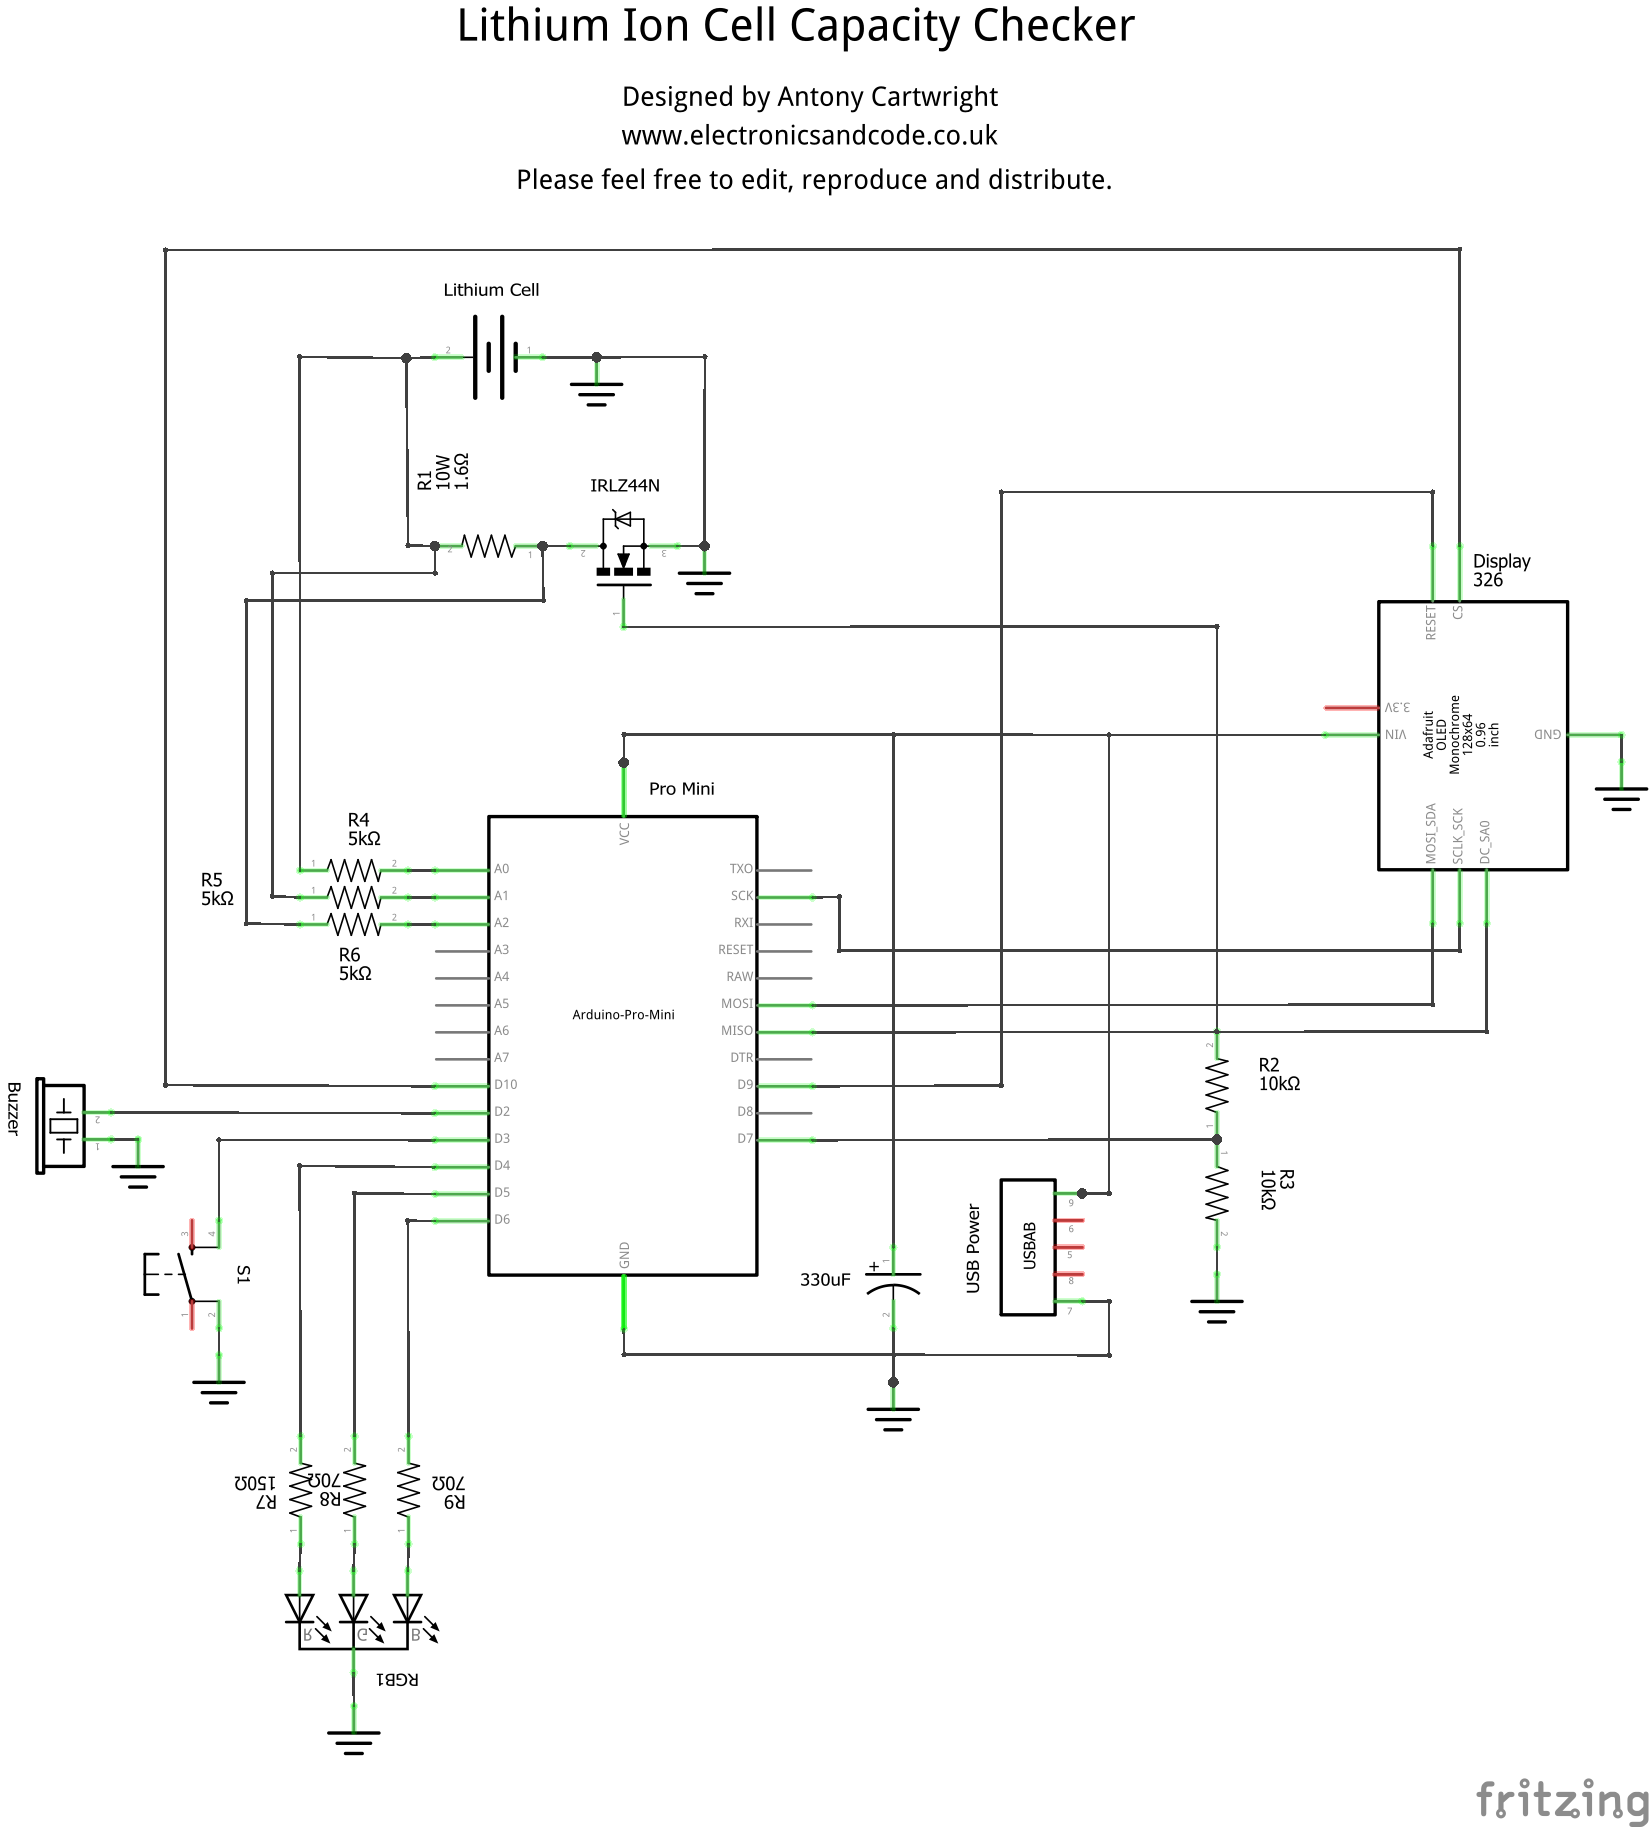 Lithium Ion Cell Capacity Checker
Designed by Antony Cartwright
www.electronicsandcode.co.uk
Please feel free to edit, reproduce and distribute.
Lithium Cell
2
1
R1
10W
1.6Ω
2
1
IRLZ44N
2
3
1
Display
326
RESET
CS
3.3V
VIN
GND
Adafruit
OLED
Monochrome
128x64
0.96
inch
MOSI_SDA
SCLK_SCK
DC_SA0
Pro Mini
VCC
R4
5kΩ
1
2
R5
5kΩ
1
2
1
2
R6
5kΩ
A0
A1
A2
A3
A4
A5
A6
A7
D10
D2
D3
D4
D5
D6
Arduino-Pro-Mini
TXO
SCK
RXI
RESET
RAW
MOSI
MISO
DTR
D9
D8
D7
GND
2
R2
10kΩ
1
1
R3
10kΩ
2
Buzzer
2
1
3
4
S1
1
2
330uF
+
1
2
USB Power
USBAB
9
6
5
8
7
2
2
2
R7
150Ω
R8
70Ω
R9
70Ω
1
1
1
R
G
B
RGB1
fritzing